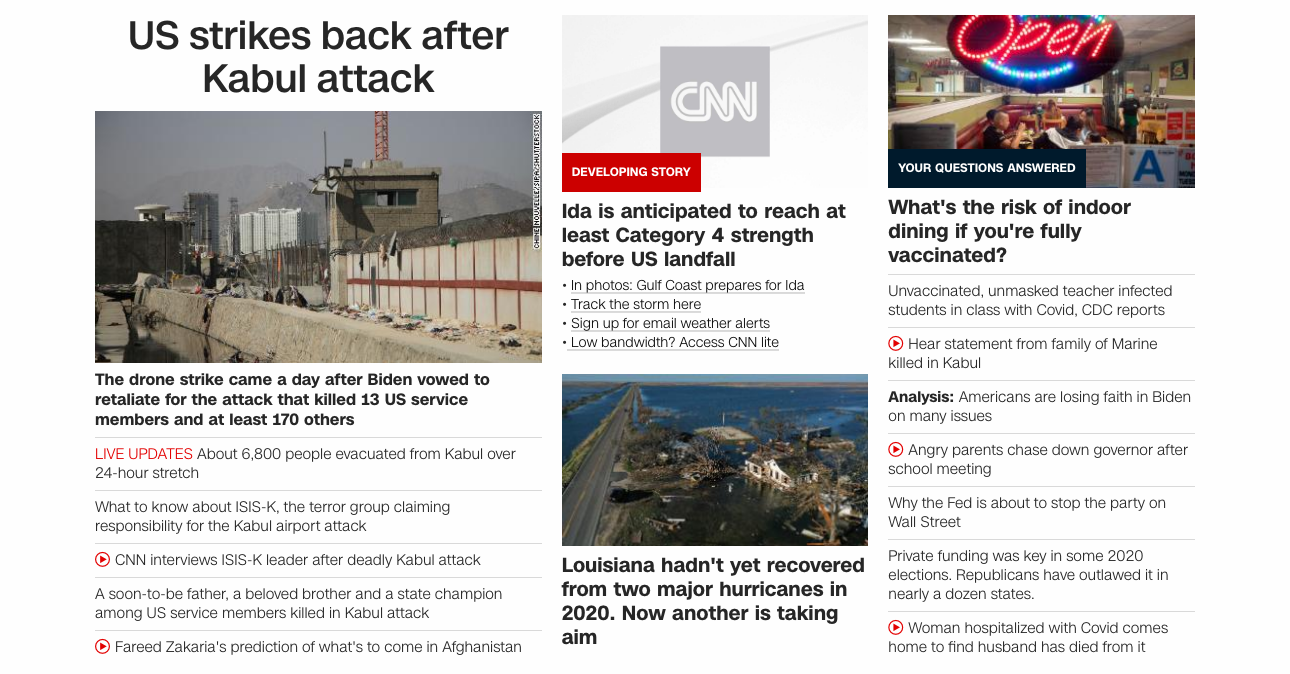 US strikes back after
Kabul attack
CHINE NOUVELLE/SIPA/SHUTTERSTOCK
The drone strike came a day after Biden vowed to
retaliate for the attack that killed 13 US service
members and at least 170 others
LIVE UPDATES About 6,800 people evacuated from Kabul over
24-hour stretch
What to know about ISIS-K, the terror group claiming
responsibility for the Kabul airport attack
CNN interviews ISIS-K leader after deadly Kabul attack
A soon-to-be father, a beloved brother and a state champion
among US service members killed in Kabul attack
Fareed Zakaria's prediction of what's to come in Afghanistan
CNN
DEVELOPING STORY
Ida is anticipated to reach at
least Category 4 strength
before US landfall
• In photos: Gulf Coast prepares for Ida
• Track the storm here
• Sign up for email weather alerts
• Low bandwidth? Access CNN lite
Louisiana hadn't yet recovered
from two major hurricanes in
2020. Now another is taking
aim
Open
A
YOUR QUESTIONS ANSWERED
What's the risk of indoor
dining if you're fully
vaccinated?
Unvaccinated, unmasked teacher infected
students in class with Covid, CDC reports
Hear statement from family of Marine
killed in Kabul
Analysis: Americans are losing faith in Biden
on many issues
Angry parents chase down governor after
school meeting
Why the Fed is about to stop the party on
Wall Street
Private funding was key in some 2020
elections. Republicans have outlawed it in
nearly a dozen states.
Woman hospitalized with Covid comes
home to find husband has died from it